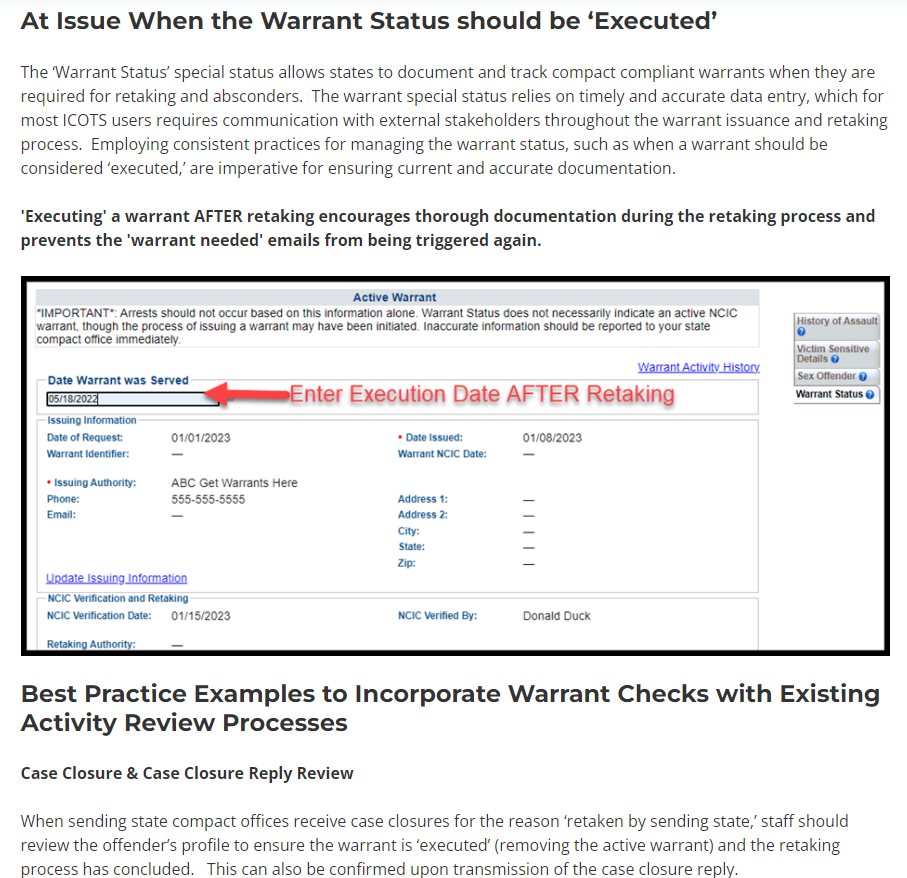 At Issue When the Warrant Status should be ‘Executed’
The ‘Warrant Status’ special status allows states to document and track compact compliant warrants when they are
required for retaking and absconders.  The warrant special status relies on timely and accurate data entry, which for
most ICOTS users requires communication with external stakeholders throughout the warrant issuance and retaking
process.  Employing consistent practices for managing the warrant status, such as when a warrant should be
considered ‘executed,’ are imperative for ensuring current and accurate documentation.
'Executing' a warrant AFTER retaking encourages thorough documentation during the retaking process and
prevents the 'warrant needed' emails from being triggered again.
Active Warrant
*IMPORTANT*: Arrests should not occur based on this information alone. Warrant Status does not necessarily indicate an active NCIC
warrant, though the process of issuing a warrant may have been initiated. Inaccurate information should be reported to your state
compact office immediately.
History of Assault
Victim Sensitive
Details
Sex Offender
Warrant Status
Warrant Activity History
Date Warrant was Served
05/18/2022
Enter Execution Date AFTER Retaking
Issuing Information
Date of Request: 01/01/2023 * Date Issued: 01/08/2023
Warrant Identifier: — Warrant NCIC Date: —
* Issuing Authority: ABC Get Warrants Here
Phone: 555-555-5555 Address 1: —
Email: — Address 2: —
City: —
State: —
Zip: —
Update Issuing Information
NCIC Verification and Retaking
NCIC Verification Date: 01/15/2023 NCIC Verified By: Donald Duck
Retaking Authority: —
Best Practice Examples to Incorporate Warrant Checks with Existing
Activity Review Processes
Case Closure & Case Closure Reply Review
When sending state compact offices receive case closures for the reason ‘retaken by sending state,’ staff should
review the offender’s profile to ensure the warrant is ‘executed’ (removing the active warrant) and the retaking
process has concluded.   This can also be confirmed upon transmission of the case closure reply.